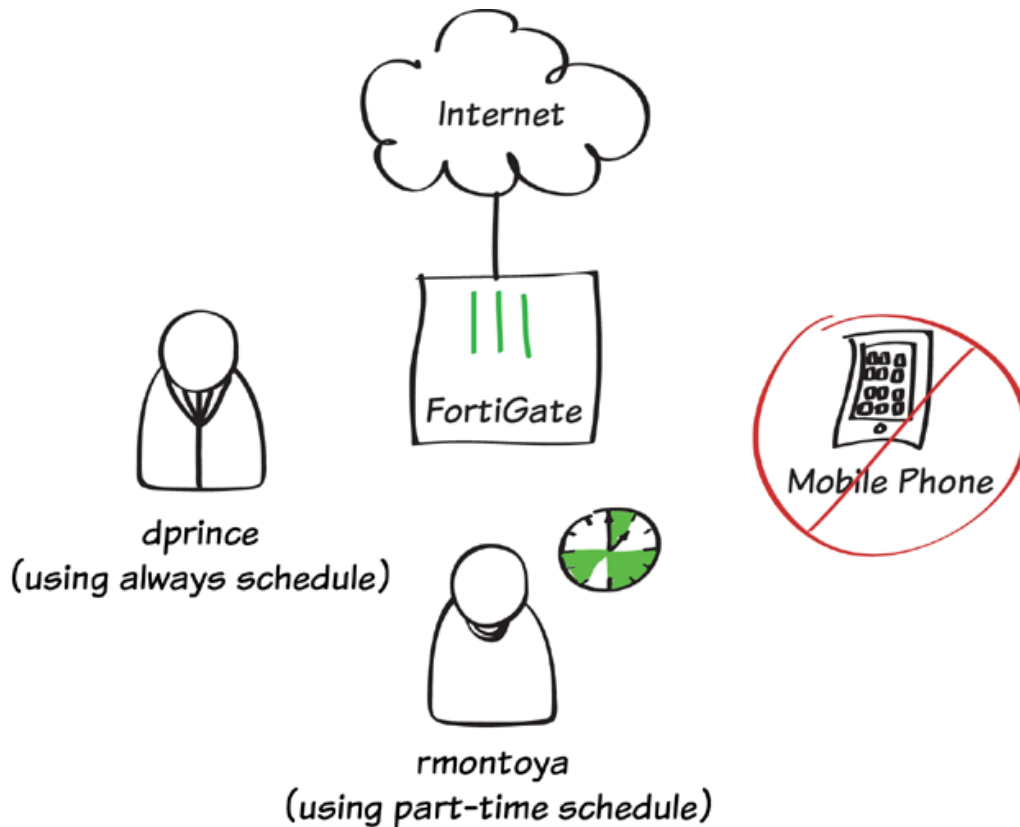 Internet
FortiGate
Mobile Phone
dprince
(using always schedule)
rmontoya
(using part-time schedule)